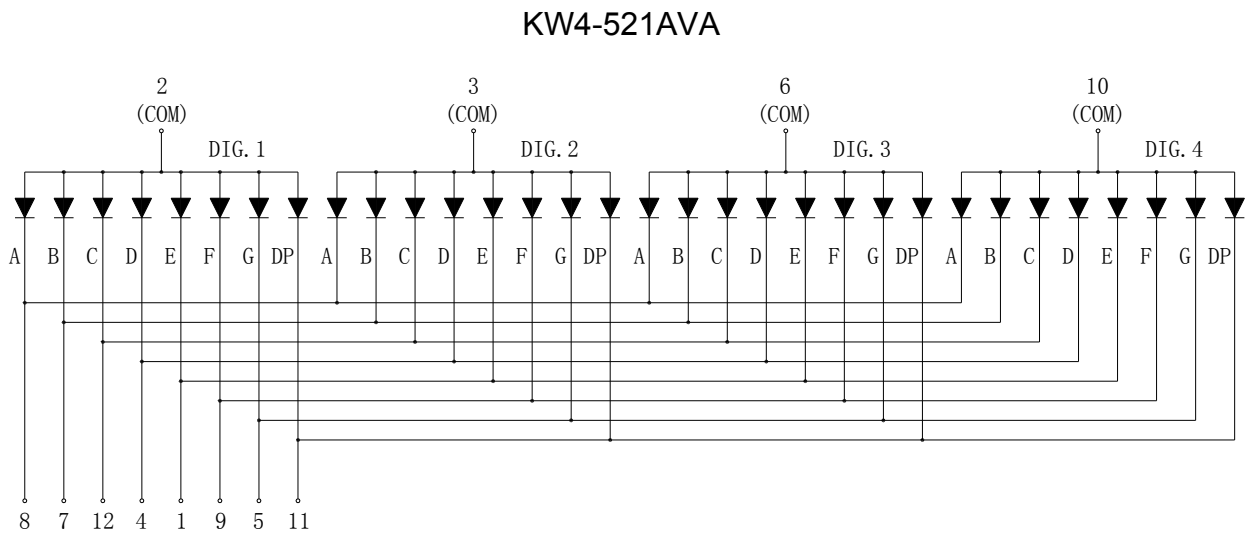 KW4-521AVA
2 3 6 10
(COM) (COM) (COM) (COM)
DIG.1 DIG.2 DIG.3 DIG.4
A B C D E F G DP A B C D E F G DP A B C D E F G DP A B C D E F G DP
8 7 12 4 1 9 5 11